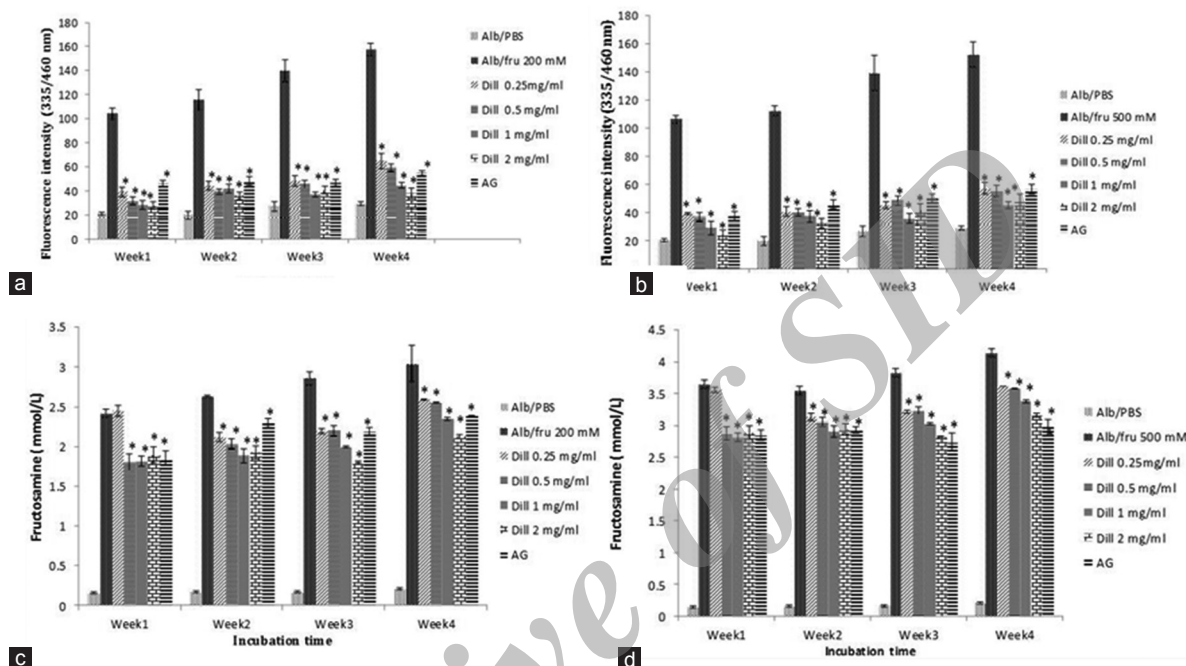 180
160
140
120
100
80
60
40
20
0
Fluorescence intensity (335/460 nm)
Week1
Week2
Week3
Week4
Alb/PBS
Alb/fru 200 mM
Dill 0.25mg/ml
Dill 0.5 mg/ml
Dill 1 mg/ml
Dill 2 mg/ml
AG
a
180
160
140
120
100
80
60
40
20
Fluorescence intensity (335/460 nm)
Week1
Week2
Week3
Week4
Alb/PBS
Alb/fru 500 mM
Dill 0.25 mg/ml
Dill 0.5 mg/ml
Dill 1 mg/ml
Dill 2 mg/ml
AG
b
3.5
3
2.5
2
1.5
1
0.5
0
Fructosamine (mmol/L)
Week1
Week2
Week3
Week4
Incubation time
Alb/PBS
Alb/fru 200 mM
Dill 0.25 mg/ml
Dill 0.5 mg/ml
Dill 1 mg/ml
Dill 2 mg/ml
AG
c
4.5
4
3.5
3
2.5
2
1.5
1
0.5
0
Fructosamine (mmol/L)
Week1
Week2
Week3
Week4
Incubation time
Alb/PBS
Alb/fru 500 mM
Dill 0.25mg/ml
Dill 0.5 mg/ml
Dill 1 mg/ml
Dill 2 mg/ml
AG
d
of SID